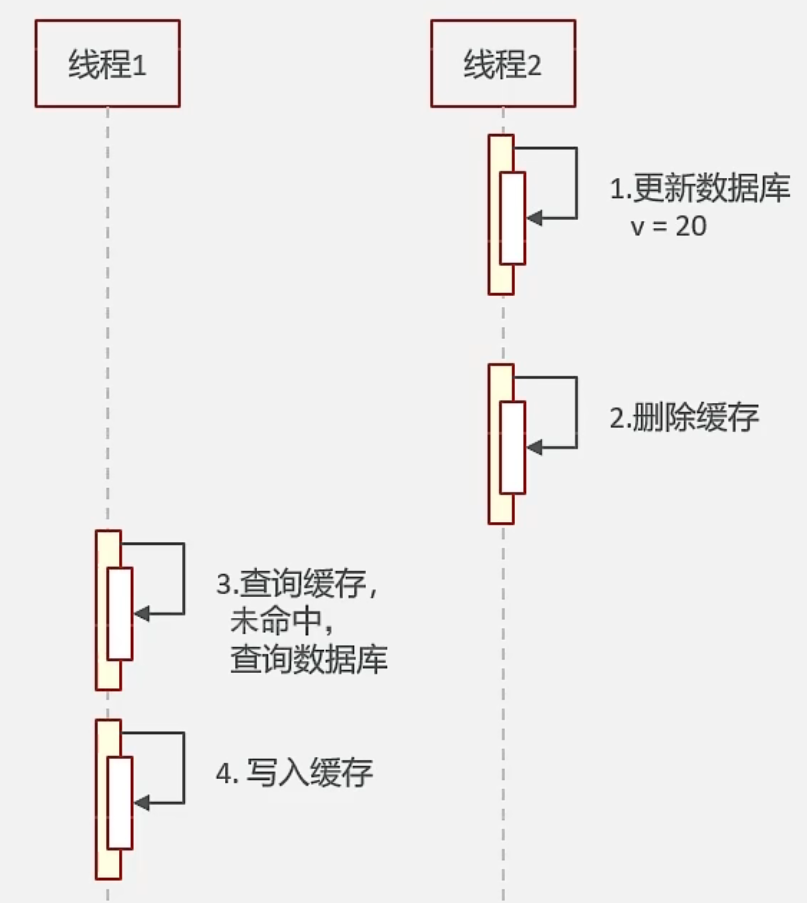 线程1
线程2
1.更新数据库
v = 20
2.删除缓存
3.查询缓存，
未命中，
查询数据库
4. 写入缓存